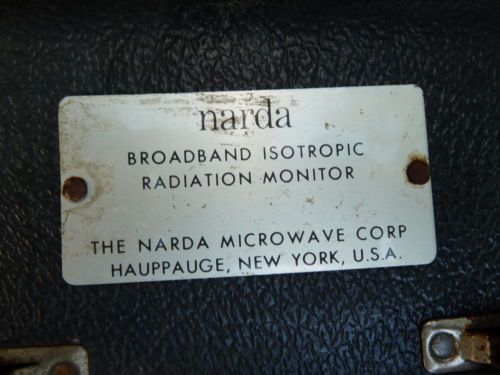 narda
BROADBAND ISOTROPIC
RADIATION MONITOR
THE NARDA MICROWAVE CORP
HAUPPAUGE, NEW YORK, U.S.A.